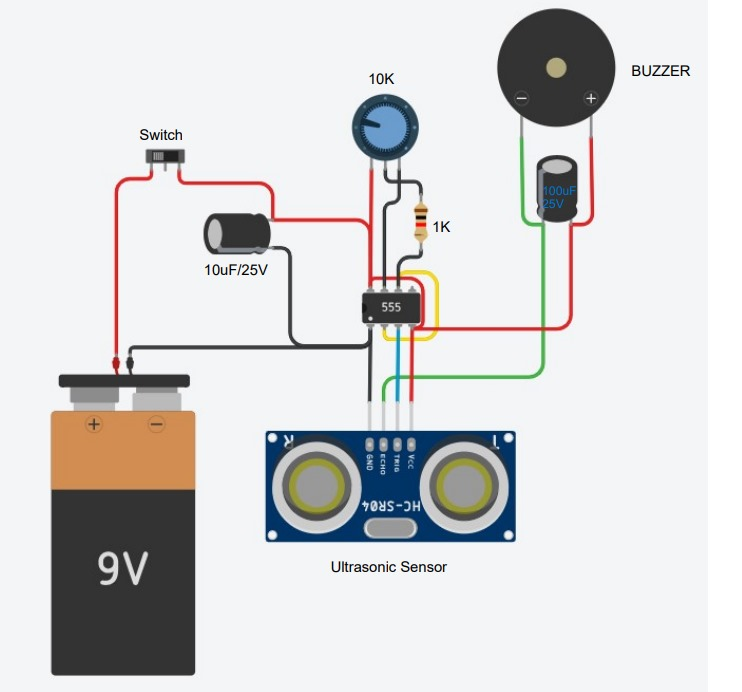 10K
BUZZER
−
+
Switch
100uF
25V
1K
10uF/25V
555
+
−
R
T
GND
ECHO
TRIG
VCC
HC-SR04
9V
Ultrasonic Sensor